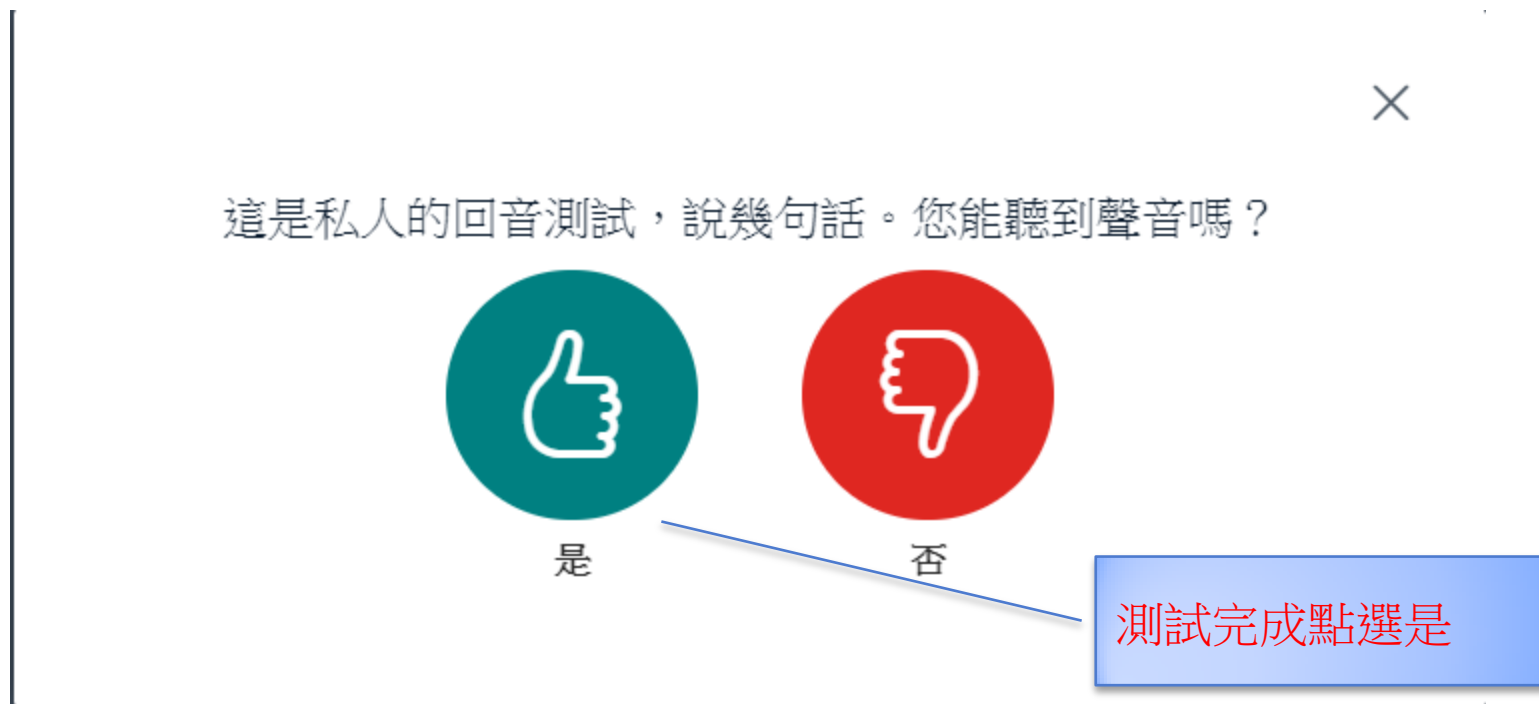 這是私人的回音測試，說幾句話。您能聽到聲音嗎？
是
否
測試完成點選是